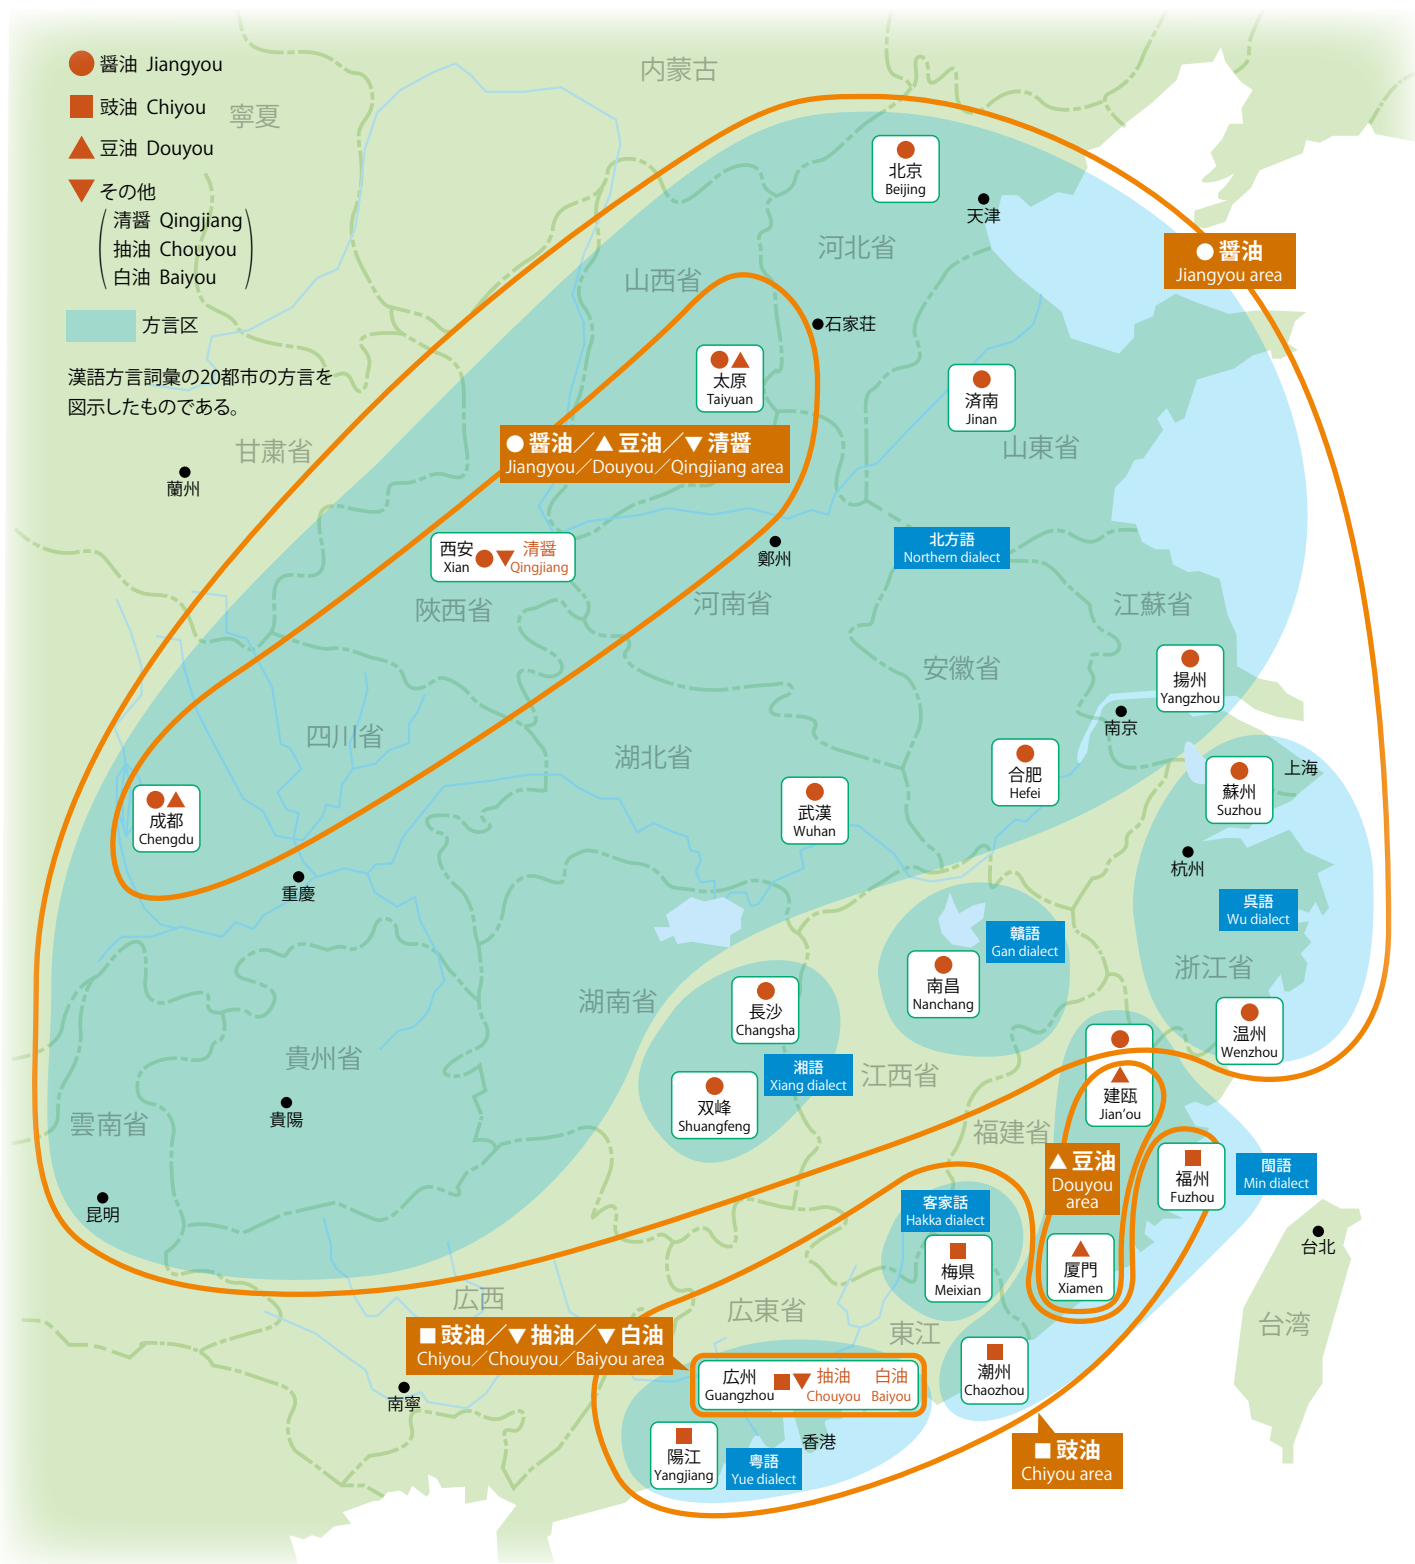 醤油 Jiangyou
豉油 Chiyou
豆油 Douyou
その他
清醤 Qingjiang
抽油 Chouyou
白油 Baiyou
方言区
漢語方言詞彙の20都市の方言を
図示したものである。
内蒙古
寧夏
北京
Beijing
天津
河北省
山西省
醤油
Jiangyou area
石家荘
太原
Taiyuan
済南
Jinan
山東省
甘粛省
蘭州
醤油／▲豆油／▼清醤
Jiangyou／Douyou／Qingjiang area
西安
Xian
清醤
Qingjiang
鄭州
北方語
Northern dialect
陝西省
河南省
江蘇省
安徽省
揚州
Yangzhou
南京
四川省
湖北省
合肥
Hefei
上海
蘇州
Suzhou
成都
Chengdu
武漢
Wuhan
杭州
重慶
呉語
Wu dialect
贛語
Gan dialect
浙江省
南昌
Nanchang
湖南省
長沙
Changsha
温州
Wenzhou
貴州省
湘語
Xiang dialect
江西省
双峰
Shuangfeng
建瓯
Jian’ou
雲南省
貴陽
福建省
▲豆油
Douyou
area
福州
Fuzhou
閩語
Min dialect
昆明
客家話
Hakka dialect
梅県
Meixian
厦門
Xiamen
台北
広西
広東省
東江
台湾
■豉油／▼抽油／▼白油
Chiyou／Chouyou／Baiyou area
広州
Guangzhou
抽油
Chouyou
白油
Baiyou
潮州
Chaozhou
南寧
香港
陽江
Yangjiang
粤語
Yue dialect
■豉油
Chiyou area